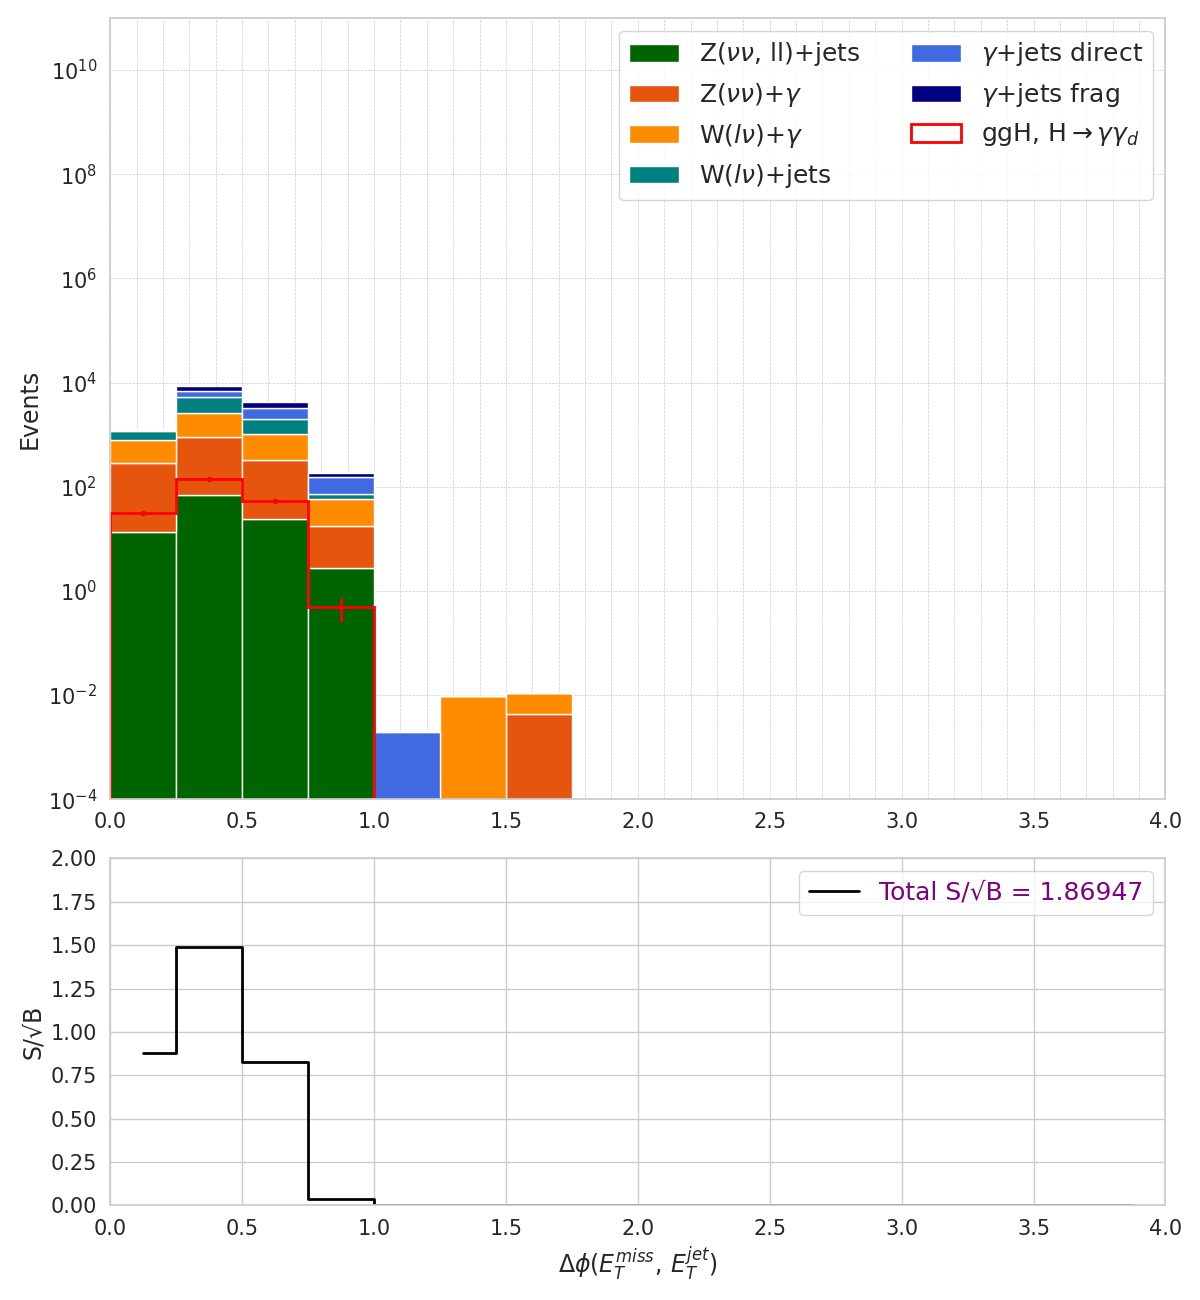 Z(νν, ll)+jets
Z(νν)+γ
W(lν)+γ
W(lν)+jets
γ+jets direct
γ+jets frag
ggH, H→γγ_d
Events
10^10
10^8
10^6
10^4
10^2
10^0
10^−2
10^−4
0.0 0.5 1.0 1.5 2.0 2.5 3.0 3.5 4.0
Total S/√B = 1.86947
S/√B
2.00
1.75
1.50
1.25
1.00
0.75
0.50
0.25
0.00
0.0 0.5 1.0 1.5 2.0 2.5 3.0 3.5 4.0
Δϕ(E_T^miss, E_T^jet)